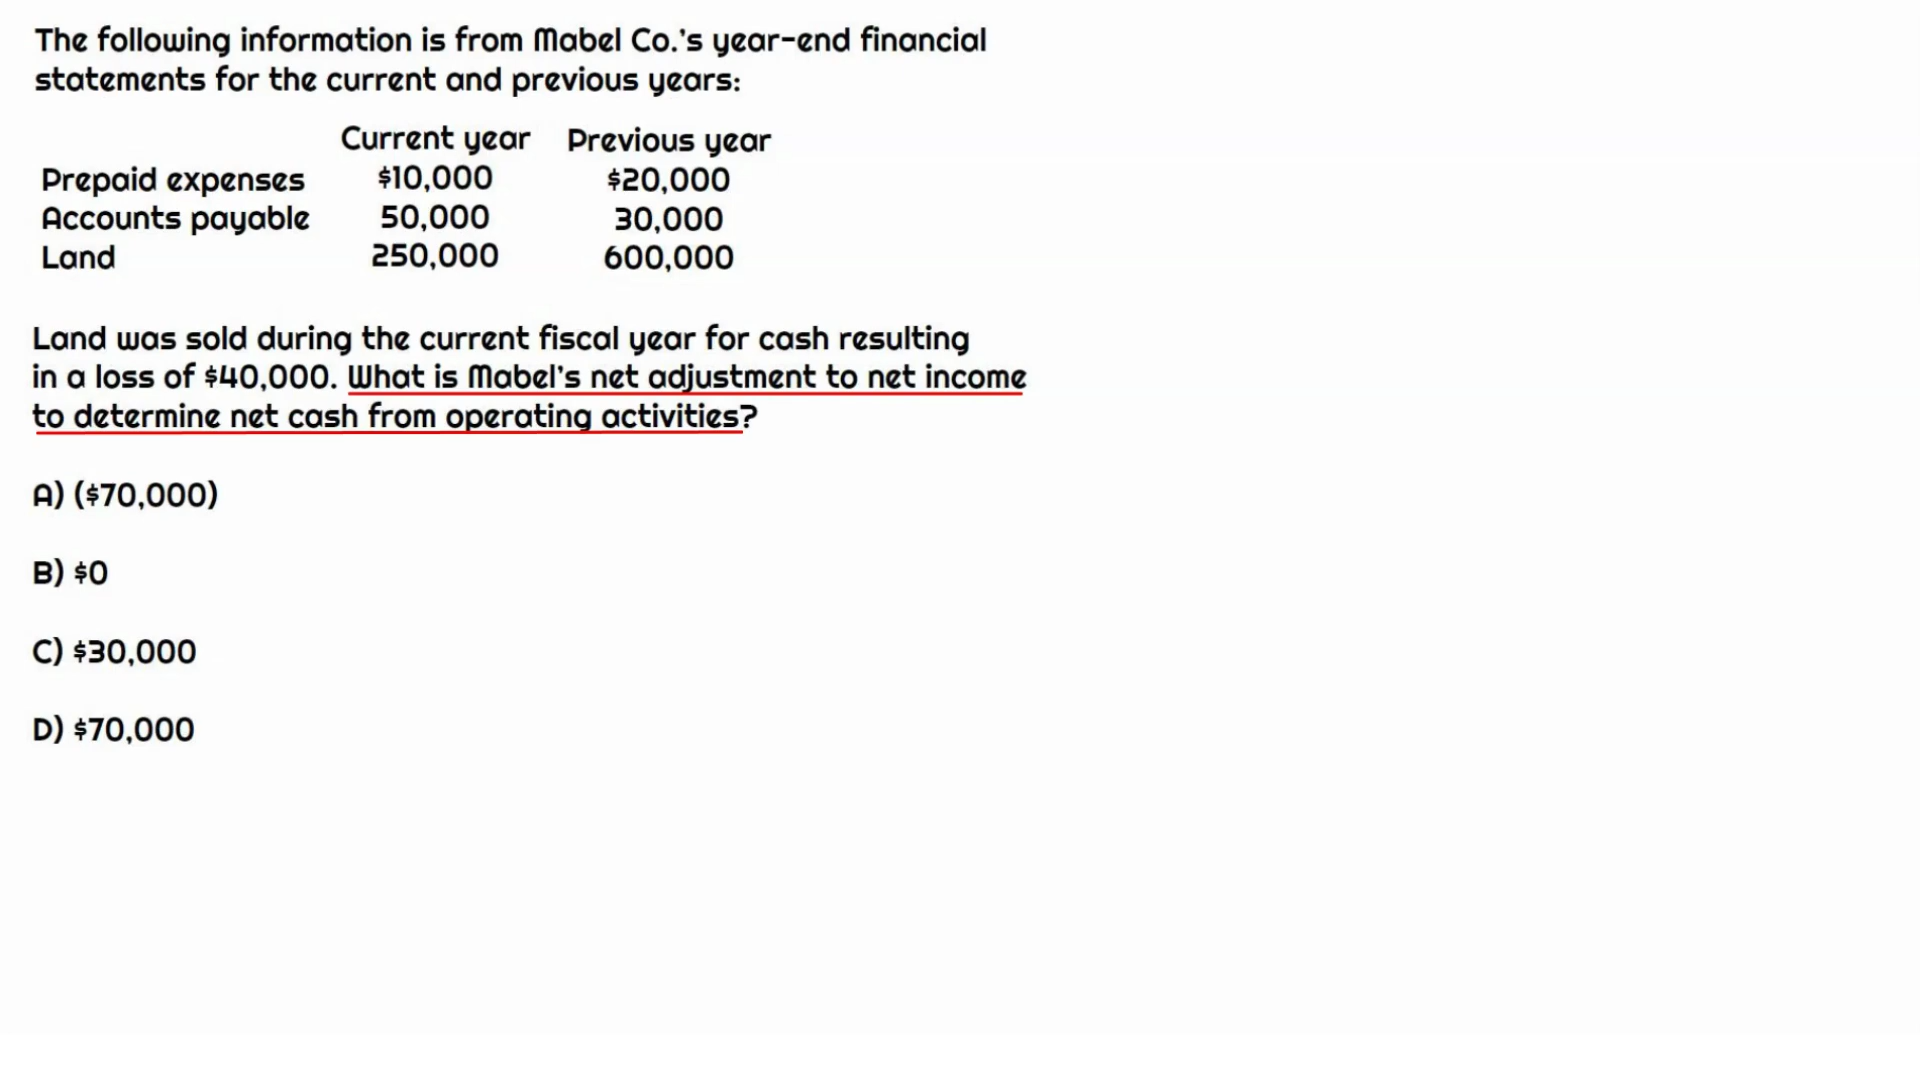 The following information is from Mabel Co.'s year-end financial
statements for the current and previous years:
Current year Previous year
Prepaid expenses $10,000 $20,000
Accounts payable 50,000 30,000
Land 250,000 600,000
Land was sold during the current fiscal year for cash resulting
in a loss of $40,000. What is Mabel's net adjustment to net income
to determine net cash from operating activities?
A) ($70,000)
B) $0
C) $30,000
D) $70,000